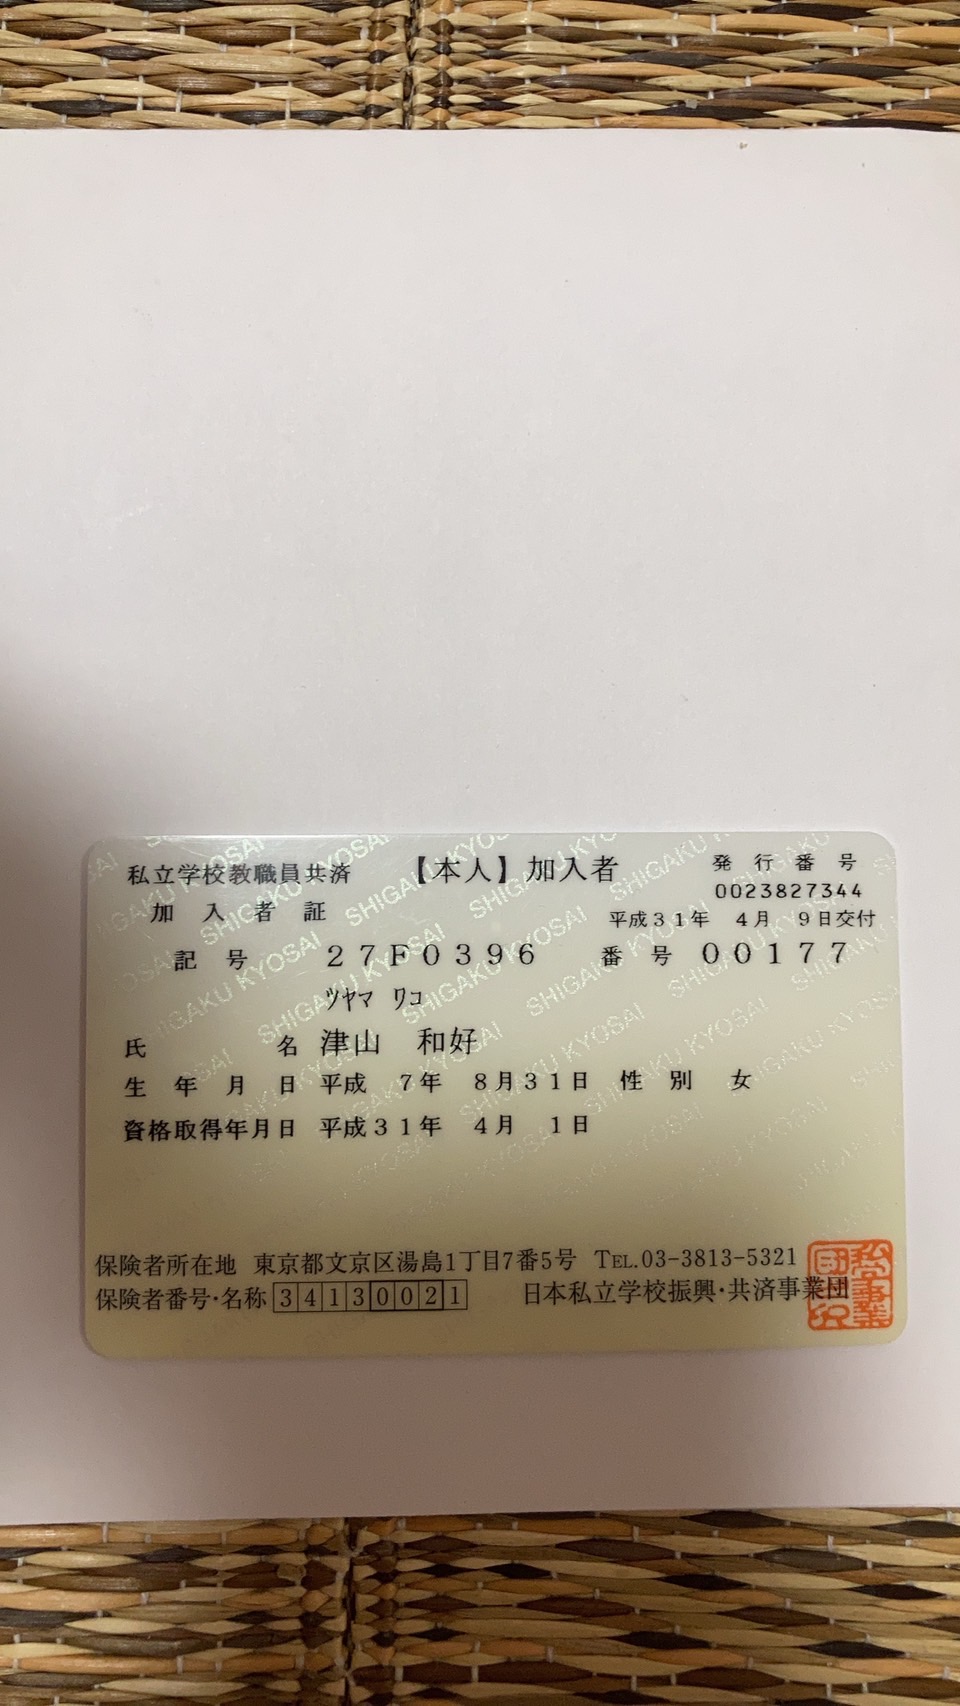 私立学校教職員共済 【本人】加入者 発行番号
0023827344
加入者証 平成31年 4月 9日交付
記号 27F0396 番号 00177
ﾂﾔﾏ ﾜｺ
氏名 津山 和好
生年月日 平成 7年 8月31日 性別 女
資格取得年月日 平成31年 4月 1日
保険者所在地 東京都文京区湯島1丁目7番5号 TEL.03-3813-5321
保険者番号・名称 34130021 日本私立学校振興・共済事業団
SHIGAKU KYOSAI